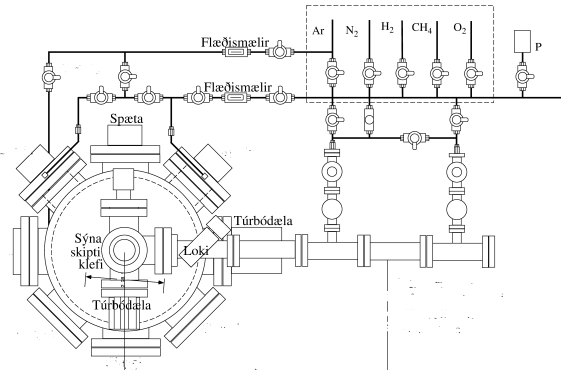 Ar
N2
H2
CH4
O2
P
Flæðismælir
Flæðismælir
Spæta
Túrbódæla
Sýna
skipti
klefi
Loki
Túrbódæla